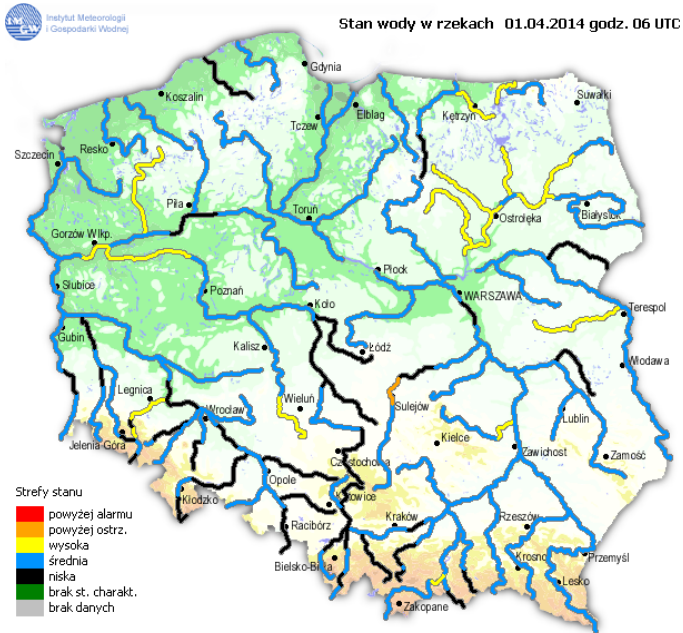 IM
GW
Instytut Meteorologii
i Gospodarki Wodnej
Stan wody w rzekach 01.04.2014 godz. 06 UTC
Gdynia
Koszalin
Suwałki
Tczew
Elbląg
Kętrzyn
Resko
Szczecin
Piła
Toruń
Ostrołęka
Białystok
Gorzów Wlkp.
Płock
Słubice
Poznań
Koło
WARSZAWA
Terespol
Gubin
Kalisz
Łódź
Włodawa
Legnica
Wrocław
Wieluń
Sulejów
Lublin
Jelenia Góra
Kielce
Zawichost
Zamość
Częstochowa
Opole
Kłodzko
Katowice
Kraków
Rzeszów
Racibórz
Bielsko-Biała
Krosno
Przemyśl
Lesko
Zakopane
Strefy stanu
powyżej alarmu
powyżej ostrz.
wysoka
średnia
niska
brak st. charakt.
brak danych